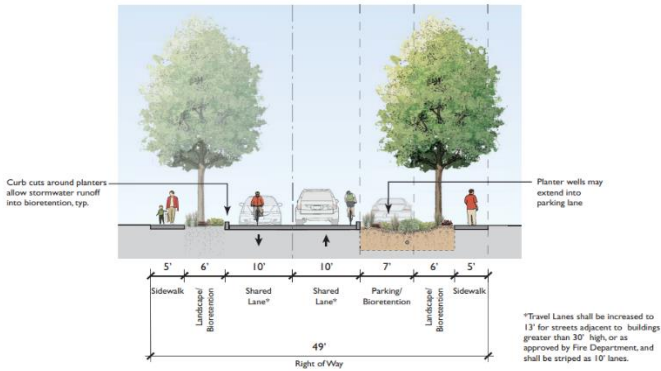 Curb cuts around planters
allow stormwater runoff
into bioretention, typ.
Planter wells may
extend into
parking lane
5'
6'
10'
10'
7'
6'
5'
Sidewalk
Landscape/
Bioretention
Shared
Lane*
Shared
Lane*
Parking/
Bioretention
Landscape/
Bioretention
Sidewalk
49'
Right of Way
*Travel Lanes shall be increased to
13' for streets adjacent to buildings
greater than 30' high, or as
approved by Fire Department, and
shall be striped as 10' lanes.